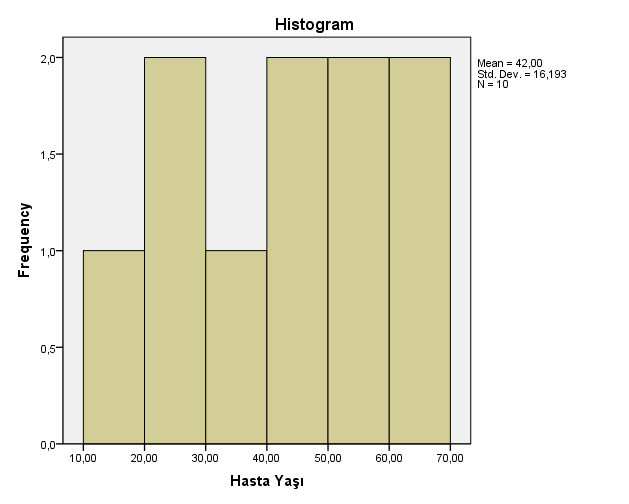 Histogram
2,0
1,5
1,0
0,5
0,0
Frequency
10,00 20,00 30,00 40,00 50,00 60,00 70,00
Hasta Yaşı
Mean = 42,00
Std. Dev. = 16,193
N = 10